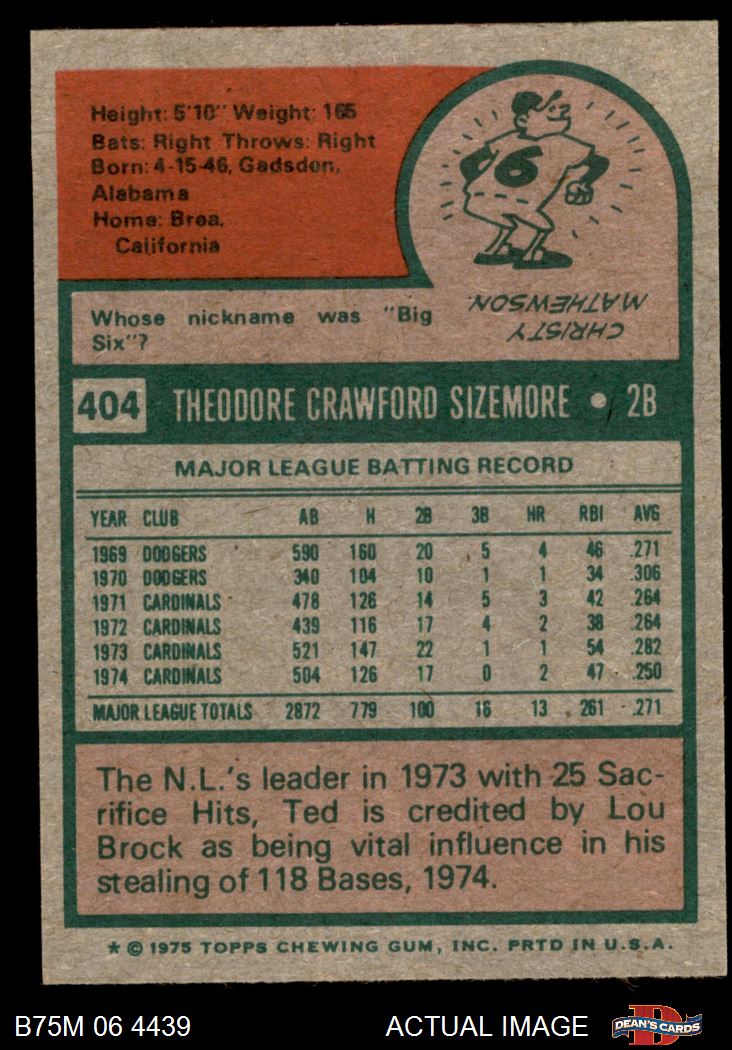 Height: 5'10" Weight: 165
Bats: Right Throws: Right
Born: 4-15-46, Gadsden,
Alabama
Home: Brea,
California
6
CHRISTY
MATHEWSON.
Whose nickname was "Big
Six"?
404 THEODORE CRAWFORD SIZEMORE • 2B
MAJOR LEAGUE BATTING RECORD
YEAR CLUB AB H 2B 3B HR RBI AVG
1969 DODGERS 590 160 20 5 4 46 .271
1970 DODGERS 340 104 10 1 1 34 .306
1971 CARDINALS 478 126 14 5 3 42 .264
1972 CARDINALS 439 116 17 4 2 38 .264
1973 CARDINALS 521 147 22 1 1 54 .282
1974 CARDINALS 504 126 17 0 2 47 .250
MAJOR LEAGUE TOTALS 2872 779 100 16 13 261 .271
The N.L.'s leader in 1973 with 25 Sac-
rifice Hits, Ted is credited by Lou
Brock as being vital influence in his
stealing of 118 Bases, 1974.
* © 1975 TOPPS CHEWING GUM, INC. PRTD IN U.S.A.
B75M 06 4439 ACTUAL IMAGE D DEAN'S CARDS